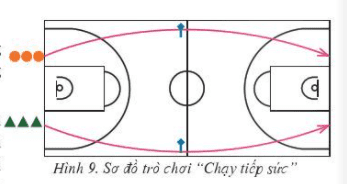 Hình 9. Sơ đồ trò chơi “Chạy tiếp sức”